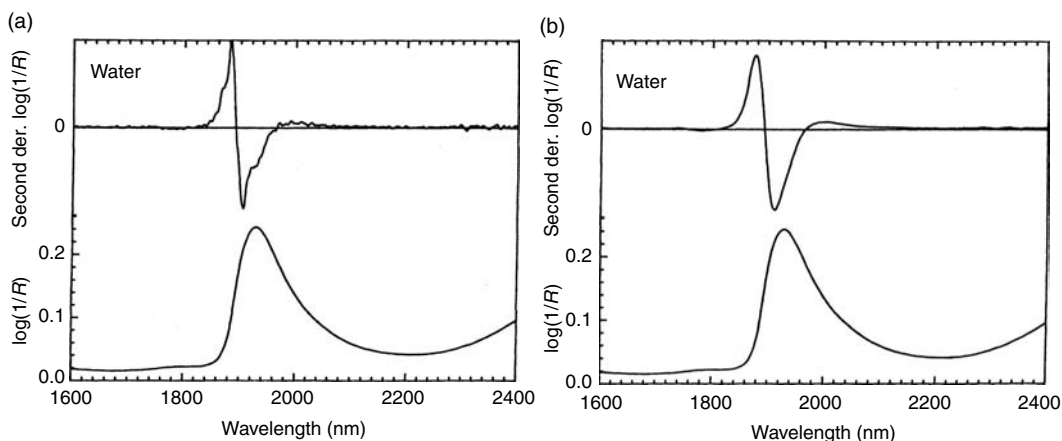 (a)
Second der. log(1/R)
Water
0
log(1/R)
0.2
0.1
0.0
1600 1800 2000 2200 2400
Wavelength (nm)
(b)
Second der. log(1/R)
Water
0
log(1/R)
0.2
0.1
0.0
1600 1800 2000 2200 2400
Wavelength (nm)